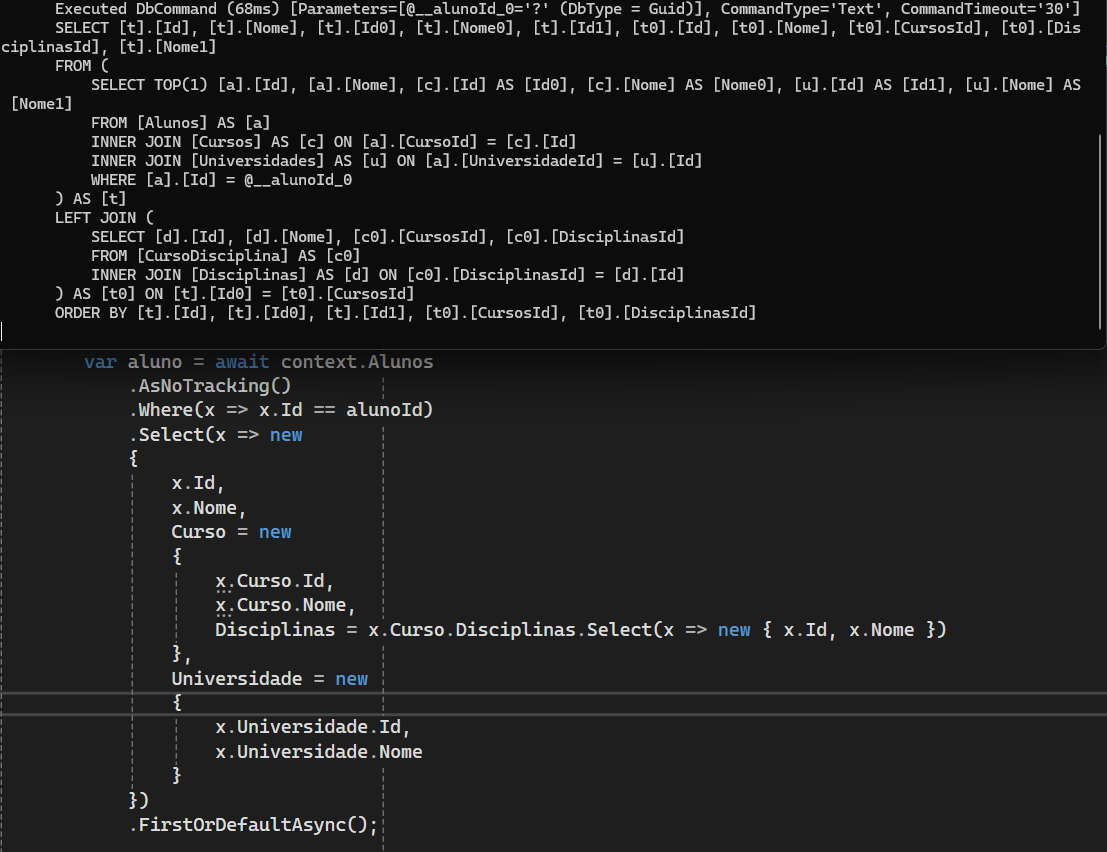 Executed DbCommand (68ms) [Parameters=[@__alunoId_0='?' (DbType = Guid)], CommandType='Text', CommandTimeout='30']
SELECT [t].[Id], [t].[Nome], [t].[Id0], [t].[Nome0], [t].[Id1], [t0].[Id], [t0].[Nome], [t0].[CursosId], [t0].[Dis
ciplinasId], [t].[Nome1]
FROM (
SELECT TOP(1) [a].[Id], [a].[Nome], [c].[Id] AS [Id0], [c].[Nome] AS [Nome0], [u].[Id] AS [Id1], [u].[Nome] AS
[Nome1]
FROM [Alunos] AS [a]
INNER JOIN [Cursos] AS [c] ON [a].[CursoId] = [c].[Id]
INNER JOIN [Universidades] AS [u] ON [a].[UniversidadeId] = [u].[Id]
WHERE [a].[Id] = @__alunoId_0
) AS [t]
LEFT JOIN (
SELECT [d].[Id], [d].[Nome], [c0].[CursosId], [c0].[DisciplinasId]
FROM [CursoDisciplina] AS [c0]
INNER JOIN [Disciplinas] AS [d] ON [c0].[DisciplinasId] = [d].[Id]
) AS [t0] ON [t].[Id0] = [t0].[CursosId]
ORDER BY [t].[Id], [t].[Id0], [t].[Id1], [t0].[CursosId], [t0].[DisciplinasId]
var aluno = await context.Alunos
.AsNoTracking()
.Where(x => x.Id == alunoId)
.Select(x => new
{
x.Id,
x.Nome,
Curso = new
{
x.Curso.Id,
x.Curso.Nome,
Disciplinas = x.Curso.Disciplinas.Select(x => new { x.Id, x.Nome })
},
Universidade = new
{
x.Universidade.Id,
x.Universidade.Nome
}
})
.FirstOrDefaultAsync();